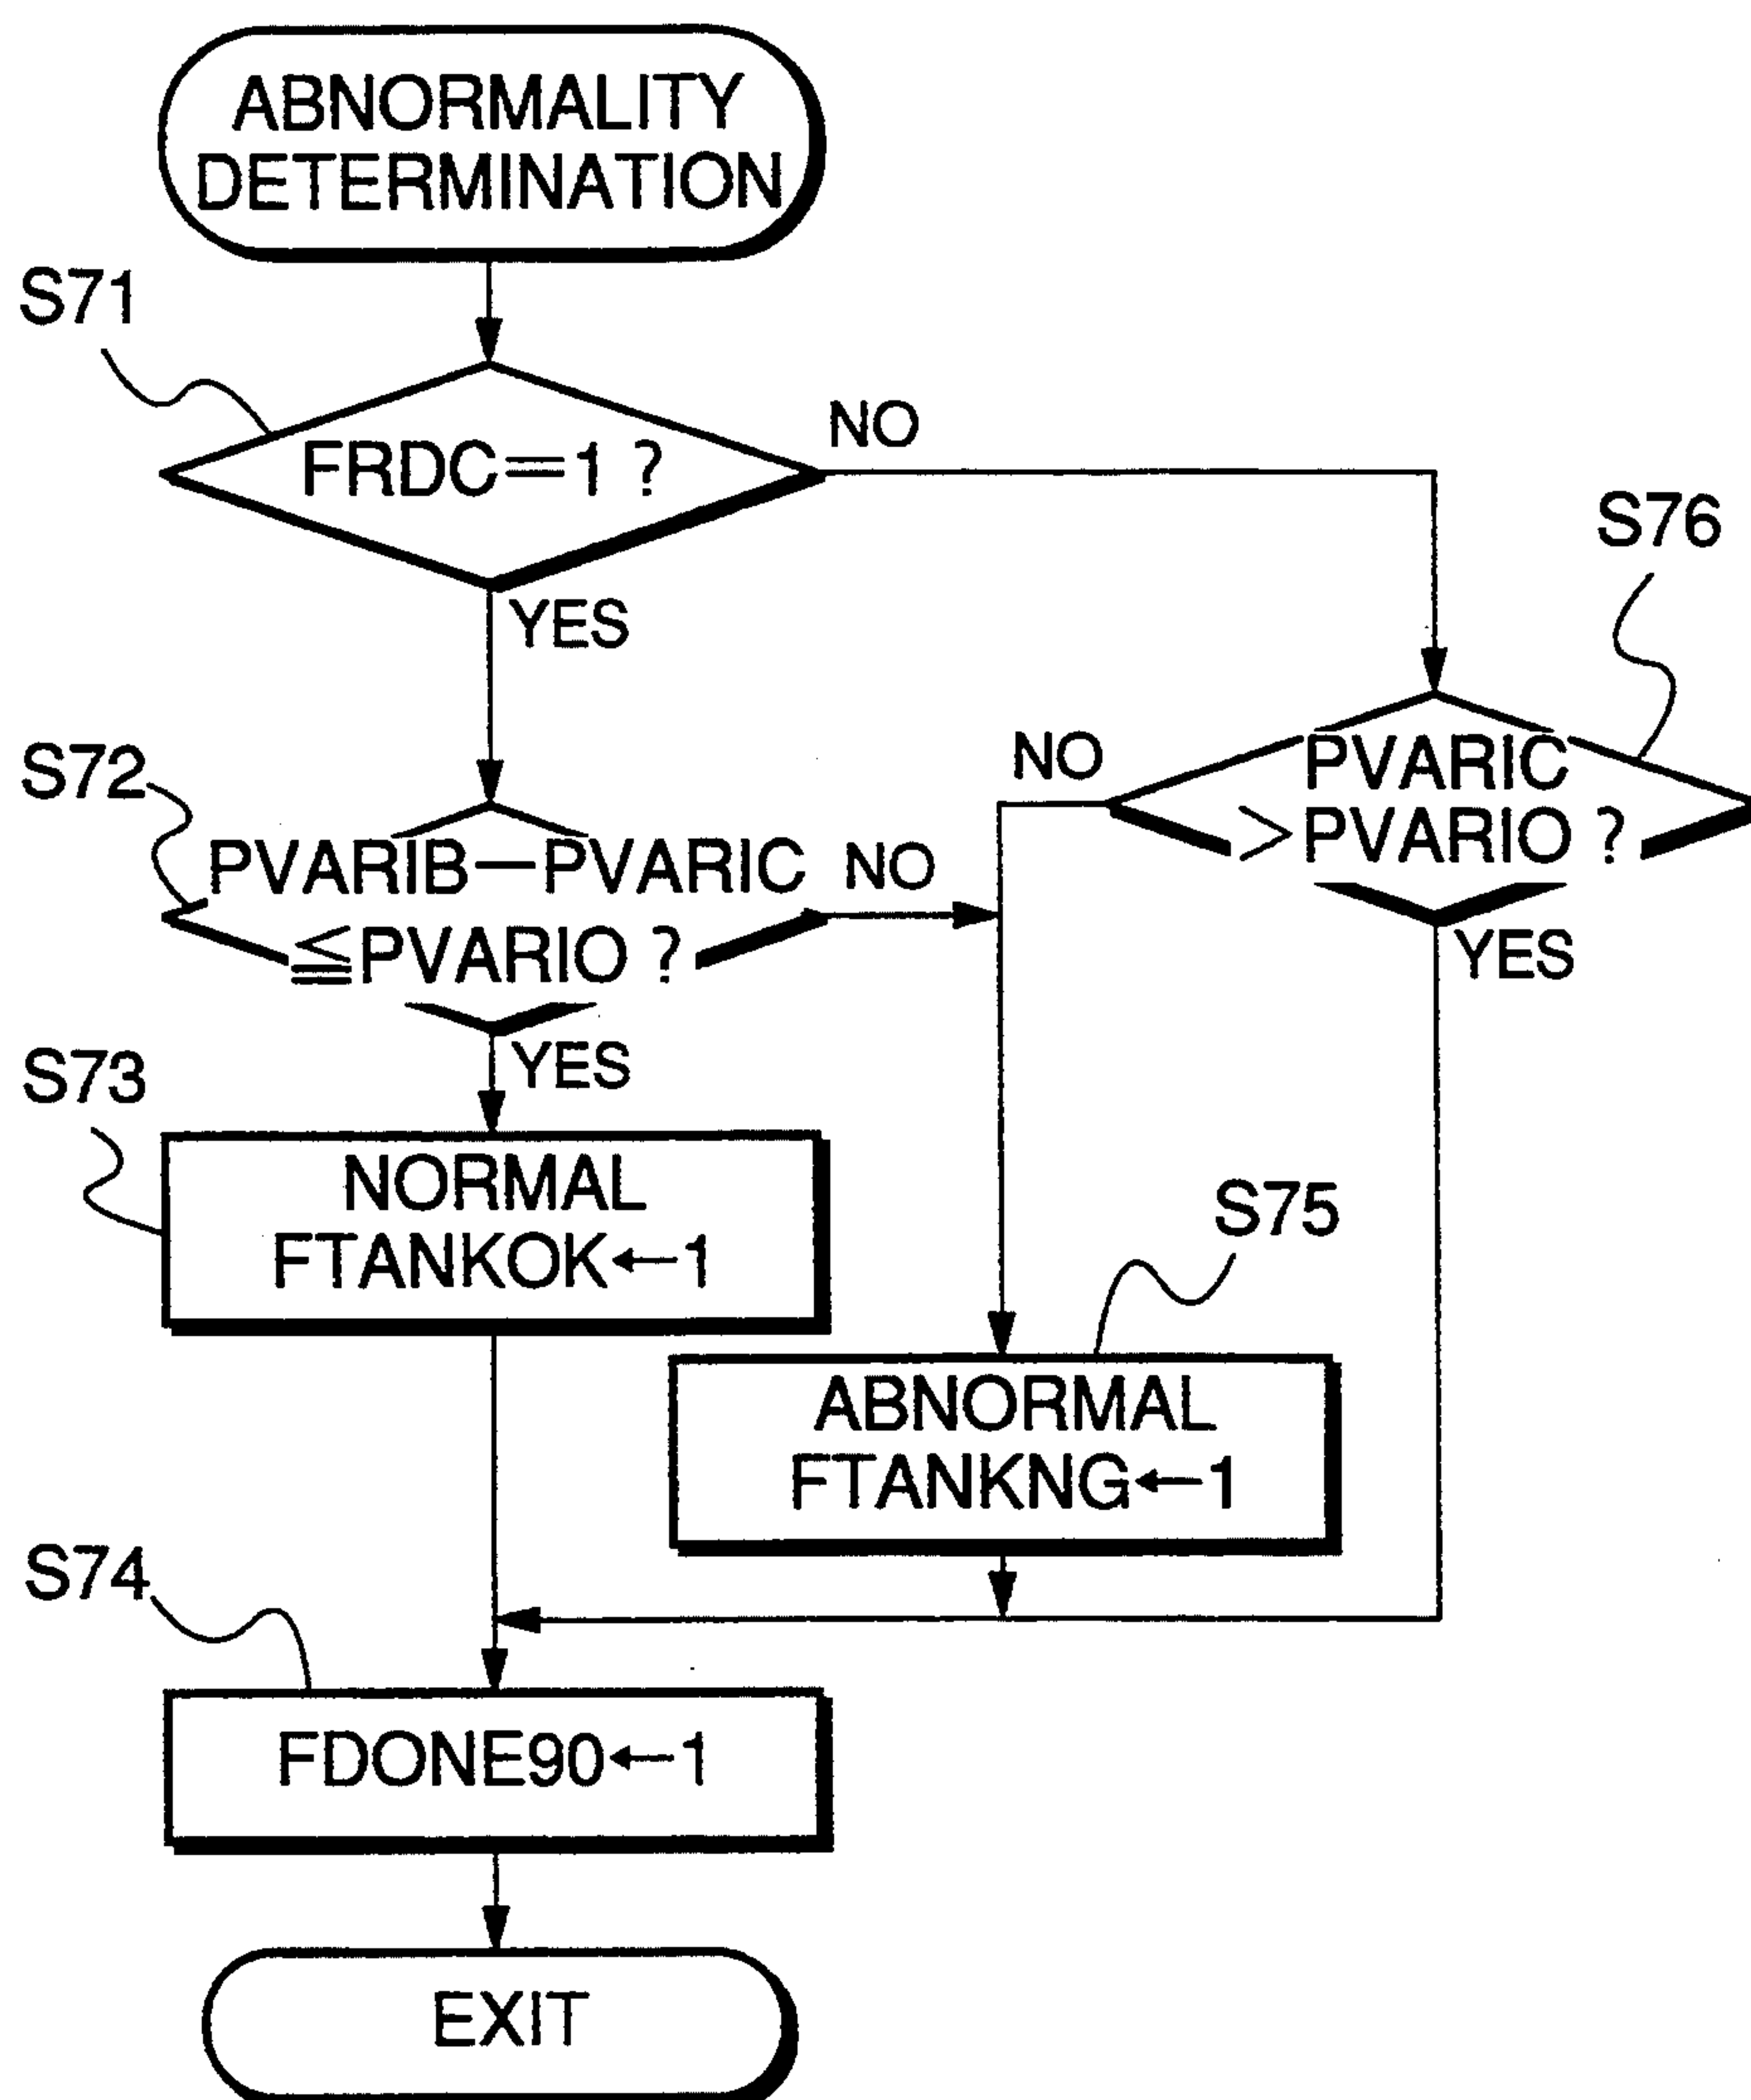 ABNORMALITY
DETERMINATION
S71
FRDC=1 ?
NO
YES
S76
PVARIC
>PVARIO ?
NO
YES
S72
PVARIB−PVARIC
≦PVARIO ?
NO
YES
S73
NORMAL
FTANKOK←1
S75
ABNORMAL
FTANKNG←1
S74
FDONE90←1
EXIT